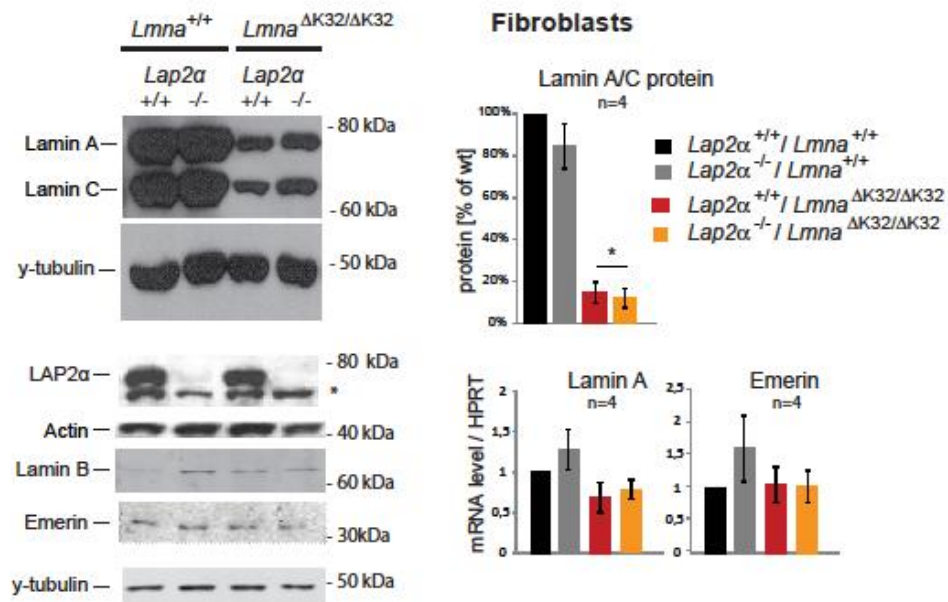 Lmna+/+ LmnaΔK32/ΔK32
Lap2α Lap2α
+/+ -/- +/+ -/-
Lamin A
- 80 kDa
Lamin C
- 60 kDa
y-tubulin
- 50 kDa
LAP2α
- 80 kDa
*
Actin
- 40 kDa
Lamin B
- 60 kDa
Emerin
- 30kDa
y-tubulin
- 50 kDa
Fibroblasts
Lamin A/C protein
n=4
protein [% of wt]
100%
80%
60%
40%
20%
0%
*
Lap2α+/+/ Lmna+/+
Lap2α-/-/ Lmna+/+
Lap2α+/+/ LmnaΔK32/ΔK32
Lap2α-/-/ LmnaΔK32/ΔK32
mRNA level / HPRT
Lamin A
n=4
2
1,5
1
0,5
0
Emerin
n=4
2,5
2
1,5
1
0,5
0